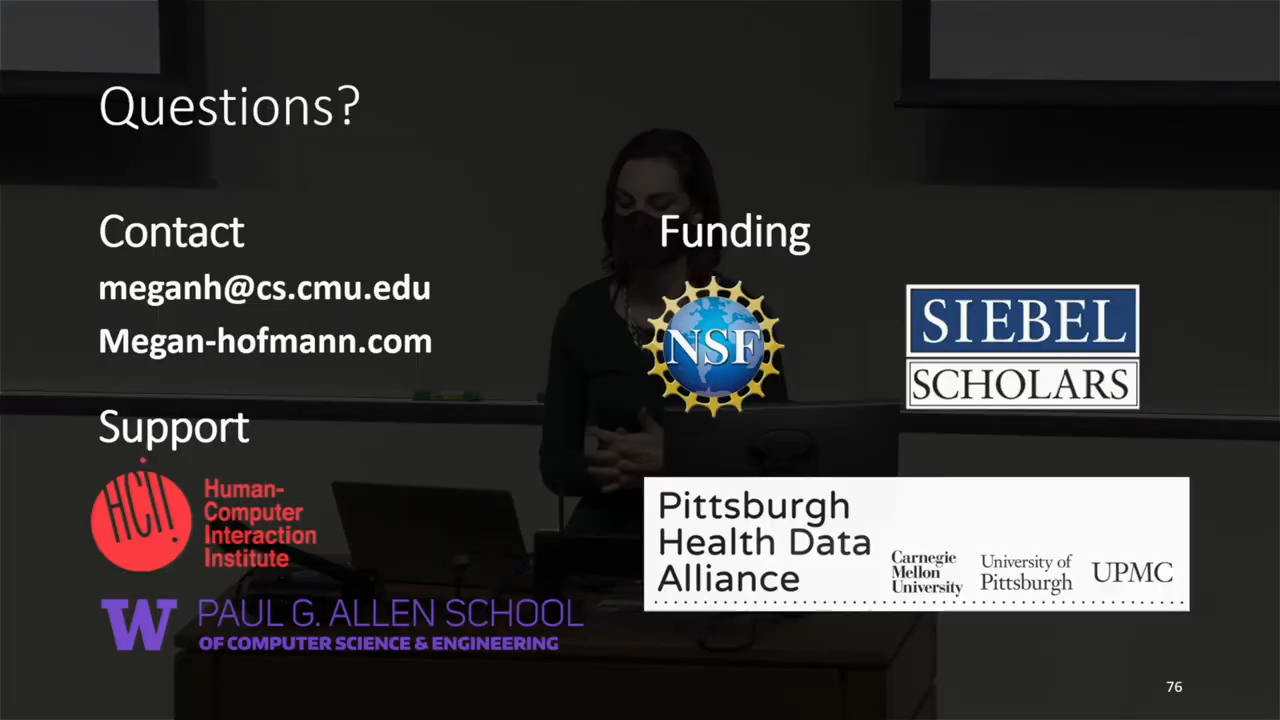 Questions?
Contact
meganh@cs.cmu.edu
Megan-hofmann.com
Support
HCII
Human-
Computer
Interaction
Institute
W PAUL G. ALLEN SCHOOL
OF COMPUTER SCIENCE & ENGINEERING
Funding
NSF
SIEBEL
SCHOLARS
Pittsburgh
Health Data
Alliance
Carnegie
Mellon
University
University of
Pittsburgh
UPMC
76